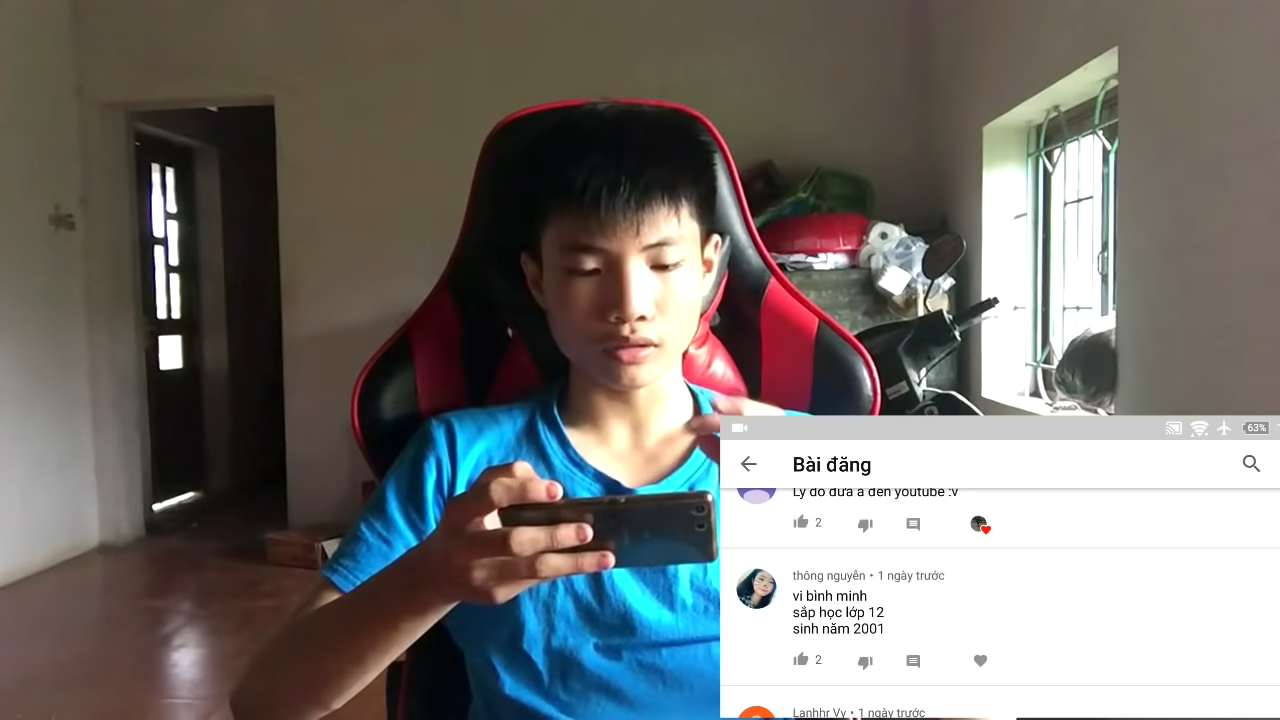 63%
Bài đăng
Lý do đưa a đến youtube :v
2
thông nguyễn • 1 ngày trước
vi bình minh
sắp học lớp 12
sinh năm 2001
2
Lanhhr Vy • 1 ngày trước